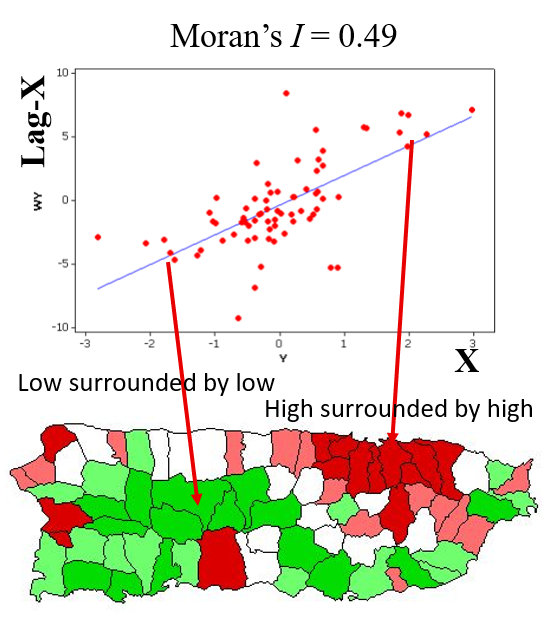 Moran's I = 0.49
Lag-X
WY
10
5
0
-5
-10
-3
-2
-1
0
1
2
3
Y
X
Low surrounded by low
High surrounded by high